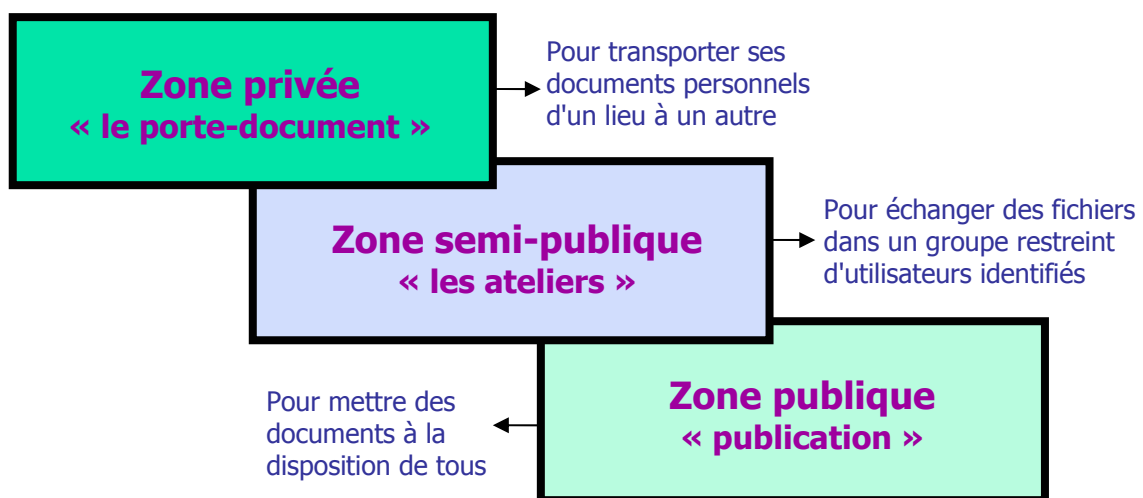 Zone privée
« le porte-document »
Pour transporter ses
documents personnels
d'un lieu à un autre
Zone semi-publique
« les ateliers »
Pour échanger des fichiers
dans un groupe restreint
d'utilisateurs identifiés
Zone publique
« publication »
Pour mettre des
documents à la
disposition de tous